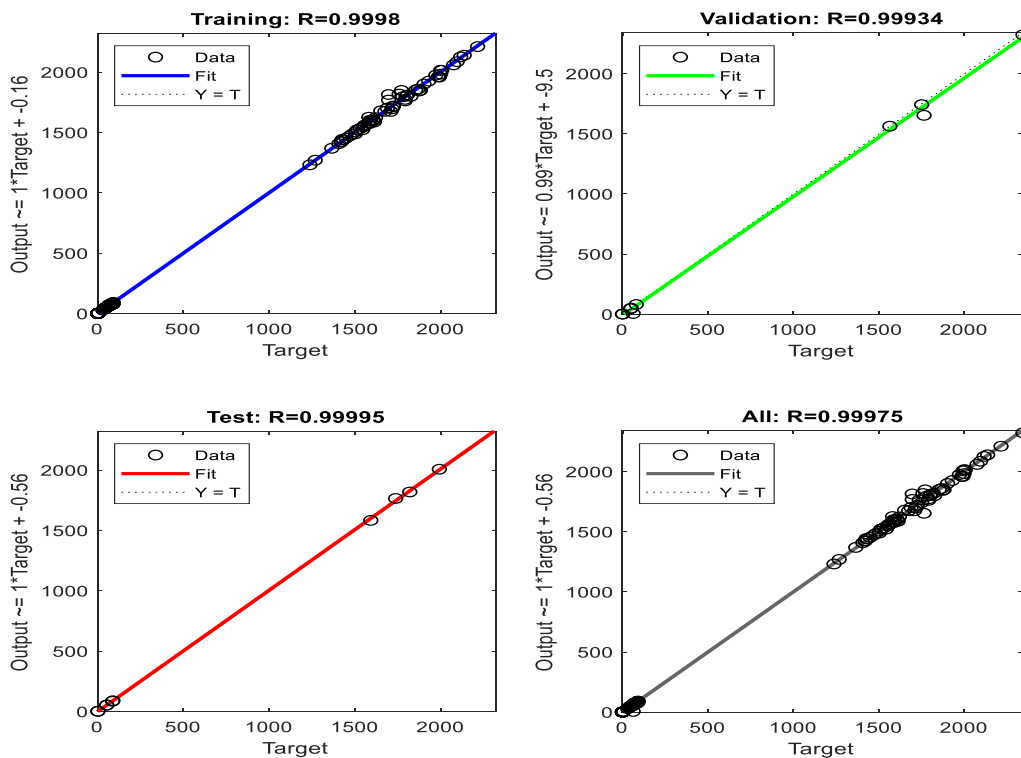 Training: R=0.9998
Output ~= 1*Target + -0.16
2000
1500
1000
500
0
Data
Fit
Y = T
0
500
1000
1500
2000
Target
Validation: R=0.99934
Output ~= 0.99*Target + -9.5
2000
1500
1000
500
0
Data
Fit
Y = T
0
500
1000
1500
2000
Target
Test: R=0.99995
Output ~= 1*Target + -0.56
2000
1500
1000
500
0
Data
Fit
Y = T
0
500
1000
1500
2000
Target
All: R=0.99975
Output ~= 1*Target + -0.56
2000
1500
1000
500
0
Data
Fit
Y = T
0
500
1000
1500
2000
Target